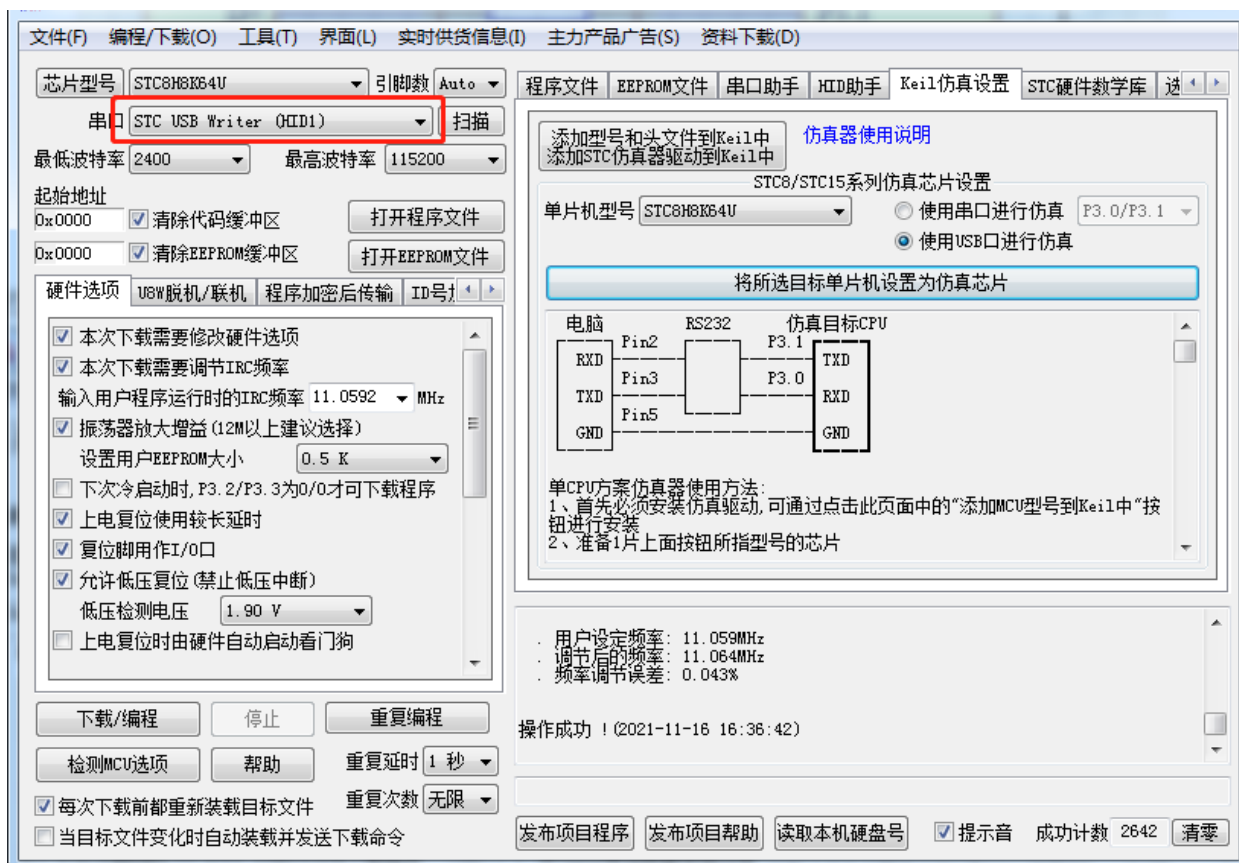 文件(F) 编程/下载(O) 工具(T) 界面(L) 实时供货信息(I) 主力产品广告(S) 资料下载(D)
芯片型号 STC8H8K64U 引脚数 Auto
串口 STC USB Writer (HID1) 扫描
最低波特率 2400 最高波特率 115200
起始地址
0x0000 清除代码缓冲区 打开程序文件
0x0000 清除EEPROM缓冲区 打开EEPROM文件
硬件选项 U8W脱机/联机 程序加密后传输 ID号
本次下载需要修改硬件选项
本次下载需要调节IRC频率
输入用户程序运行时的IRC频率 11.0592 MHz
振荡器放大增益(12M以上建议选择)
设置用户EEPROM大小 0.5 K
下次冷启动时,P3.2/P3.3为0/0才可下载程序
上电复位使用较长延时
复位脚用作I/O口
允许低压复位(禁止低压中断)
低压检测电压 1.90 V
上电复位时由硬件自动启动看门狗
下载/编程 停止 重复编程
检测MCU选项 帮助 重复延时 1 秒
每次下载前都重新装载目标文件 重复次数 无限
当目标文件变化时自动装载并发送下载命令
程序文件 EEPROM文件 串口助手 HID助手 Keil仿真设置 STC硬件数学库 选
添加型号和头文件到Keil中
添加STC仿真器驱动到Keil中
仿真器使用说明
STC8/STC15系列仿真芯片设置
单片机型号 STC8H8K64U 使用串口进行仿真 P3.0/P3.1
使用USB口进行仿真
将所选目标单片机设置为仿真芯片
电脑 RS232 仿真目标CPU
Pin2 P3.1
RXD TXD
Pin3 P3.0
TXD RXD
Pin5
GND GND
单CPU方案仿真器使用方法:
1、首先必须安装仿真驱动,可通过点击此页面中的"添加MCU型号到Keil中"按
钮进行安装
2、准备1片上面按钮所指型号的芯片
. 用户设定频率: 11.059MHz
. 调节后的频率: 11.064MHz
. 频率调节误差: 0.043%
操作成功 !(2021-11-16 16:36:42)
发布项目程序 发布项目帮助 读取本机硬盘号 提示音 成功计数 2642 清零